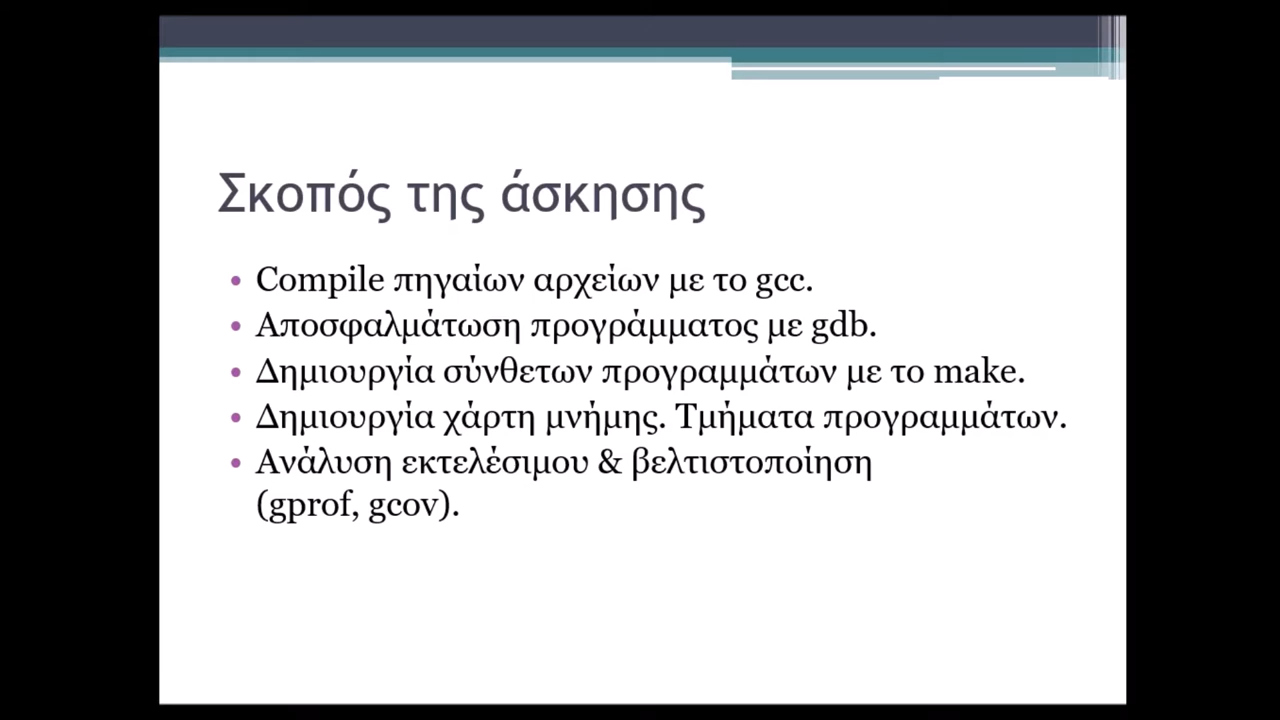 Σκοπός της άσκησης
• Compile πηγαίων αρχείων με το gcc.
• Αποσφαλμάτωση προγράμματος με gdb.
• Δημιουργία σύνθετων προγραμμάτων με το make.
• Δημιουργία χάρτη μνήμης. Τμήματα προγραμμάτων.
• Ανάλυση εκτελέσιμου & βελτιστοποίηση
(gprof, gcov).